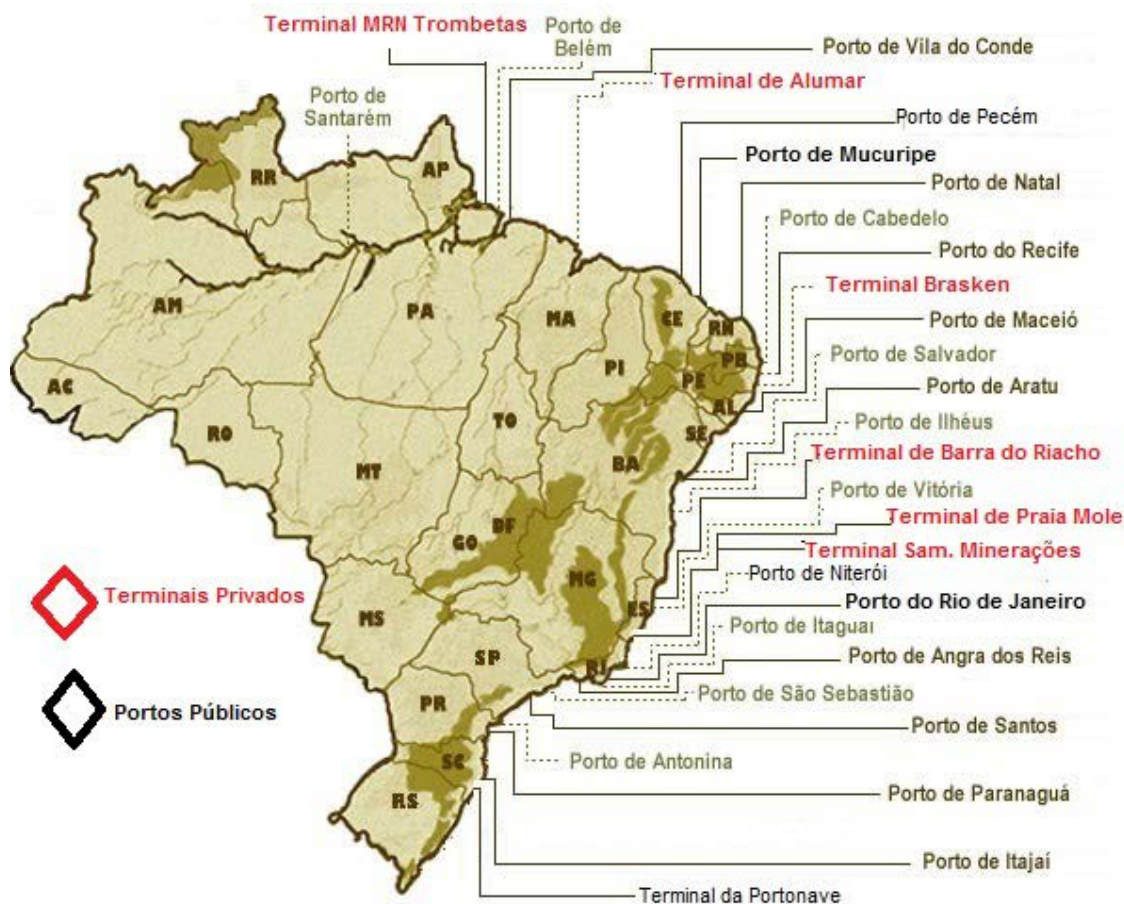 Terminal MRN Trombetas
Porto de
Belém
Porto de Vila do Conde
Terminal de Alumar
Porto de
Santarém
Porto de Pecém
Porto de Mucuripe
Porto de Natal
Porto de Cabedelo
Porto do Recife
Terminal Brasken
Porto de Maceió
Porto de Salvador
Porto de Aratu
Porto de Ilhéus
Terminal de Barra do Riacho
Porto de Vitória
Terminal de Praia Mole
Terminal Sam. Minerações
Porto de Niterói
Porto do Rio de Janeiro
Porto de Itaguaí
Porto de Angra dos Reis
Porto de São Sebastião
Porto de Santos
Porto de Antonina
Porto de Paranaguá
Porto de Itajaí
Terminal da Portonave
RR
AP
AM
PA
MA
CE
RN
PB
PI
PE
AL
SE
AC
RO
TO
BA
MT
DF
GO
MG
ES
MS
SP
RJ
PR
SC
RS
Terminais Privados
Portos Públicos